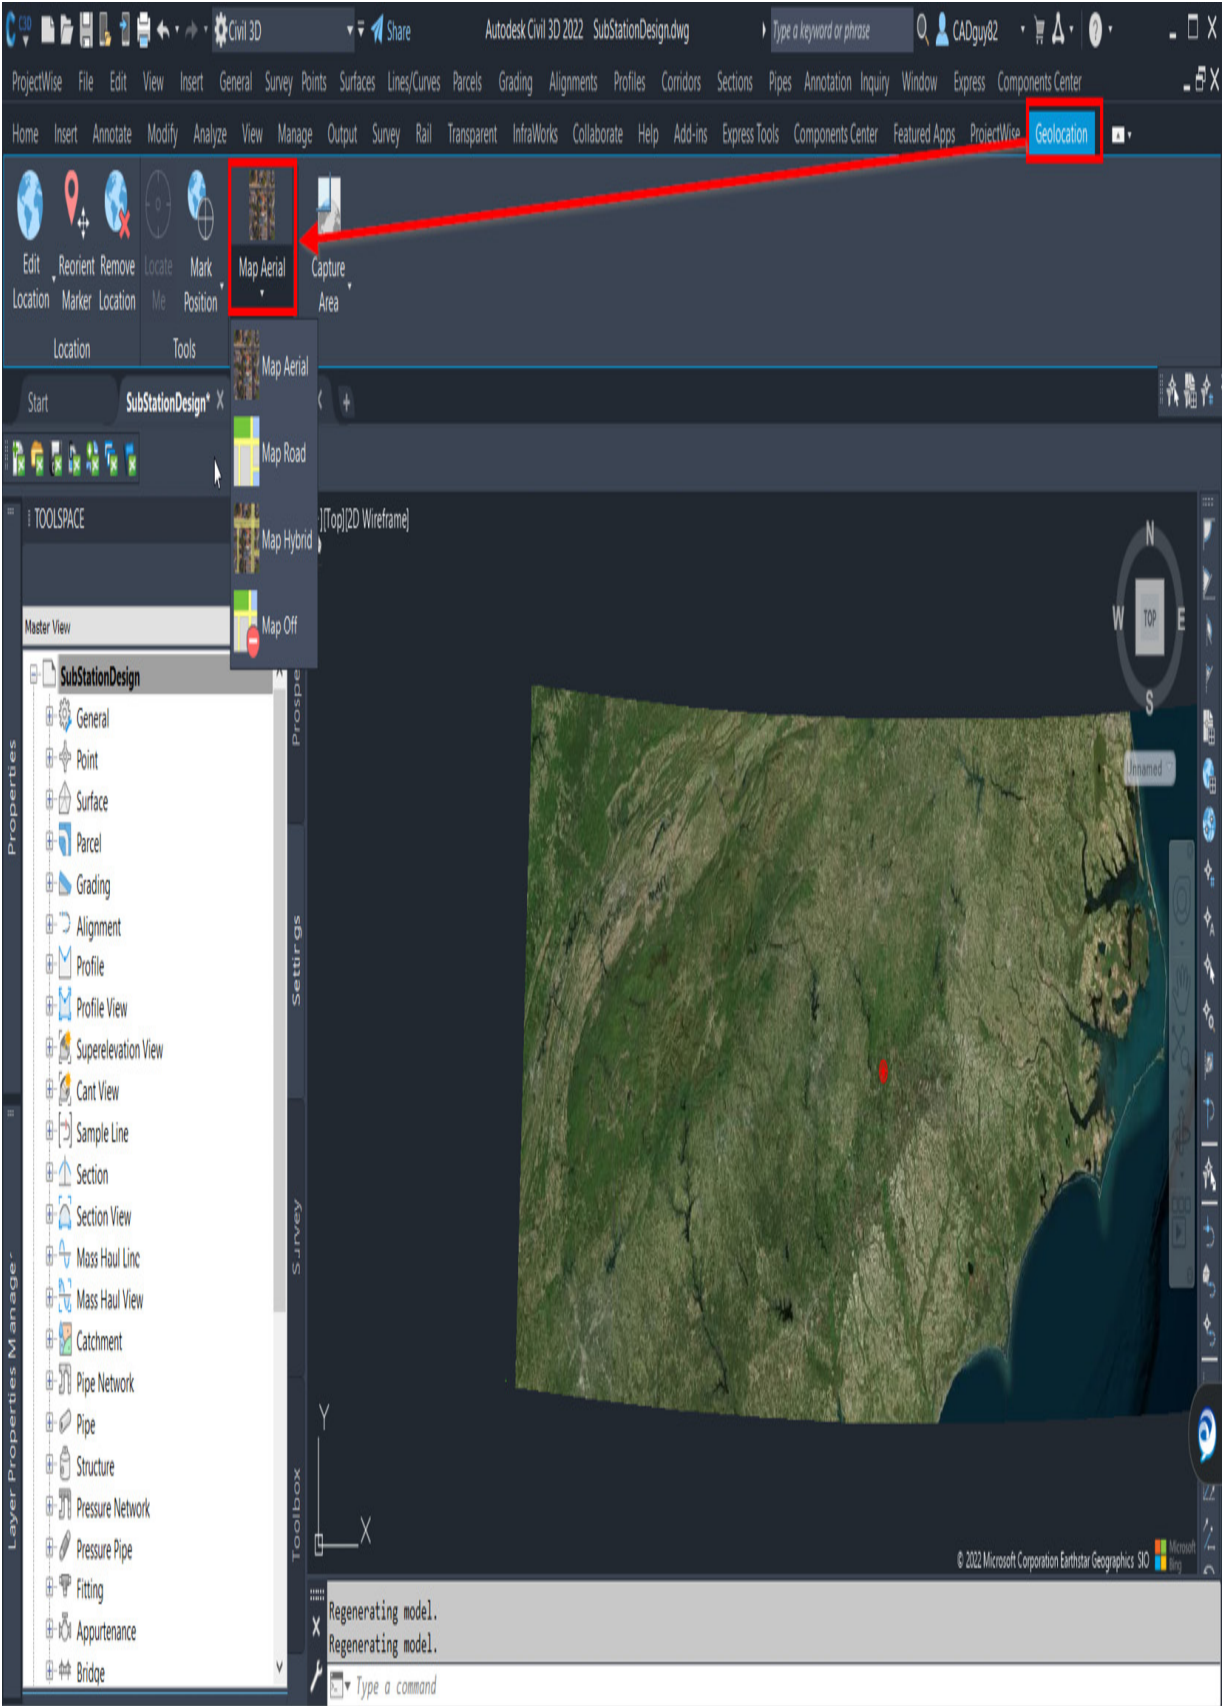 C3D Civil 3D Share Autodesk Civil 3D 2022 SubStationDesign.dwg Type a keyword or phrase CADguy82
ProjectWise File Edit View Insert General Survey Points Surfaces Lines/Curves Parcels Grading Alignments Profiles Corridors Sections Pipes Annotation Inquiry Window Express Components Center
Home Insert Annotate Modify Analyze View Manage Output Survey Rail Transparent InfraWorks Collaborate Help Add-ins Express Tools Components Center Featured Apps ProjectWise Geolocation
Edit Location
Reorient Marker
Remove Location
Locate Me
Mark Position
Map Aerial
Capture Area
Location Tools
Map Aerial
Map Road
Map Hybrid
Map Off
Start SubStationDesign*
TOOLSPACE
][Top][2D Wireframe]
Master View
SubStationDesign
General
Point
Surface
Parcel
Grading
Alignment
Profile
Profile View
Superelevation View
Cant View
Sample Line
Section
Section View
Mass Haul Line
Mass Haul View
Catchment
Pipe Network
Pipe
Structure
Pressure Network
Pressure Pipe
Fitting
Appurtenance
Bridge
Properties
Layer Properties Manage
Prospe
Settings
Survey
Toolbox
N
W TOP E
S
Unnamed
Y
X
© 2022 Microsoft Corporation Earthstar Geographics SIO Microsoft Bing
Regenerating model.
Regenerating model.
Type a command